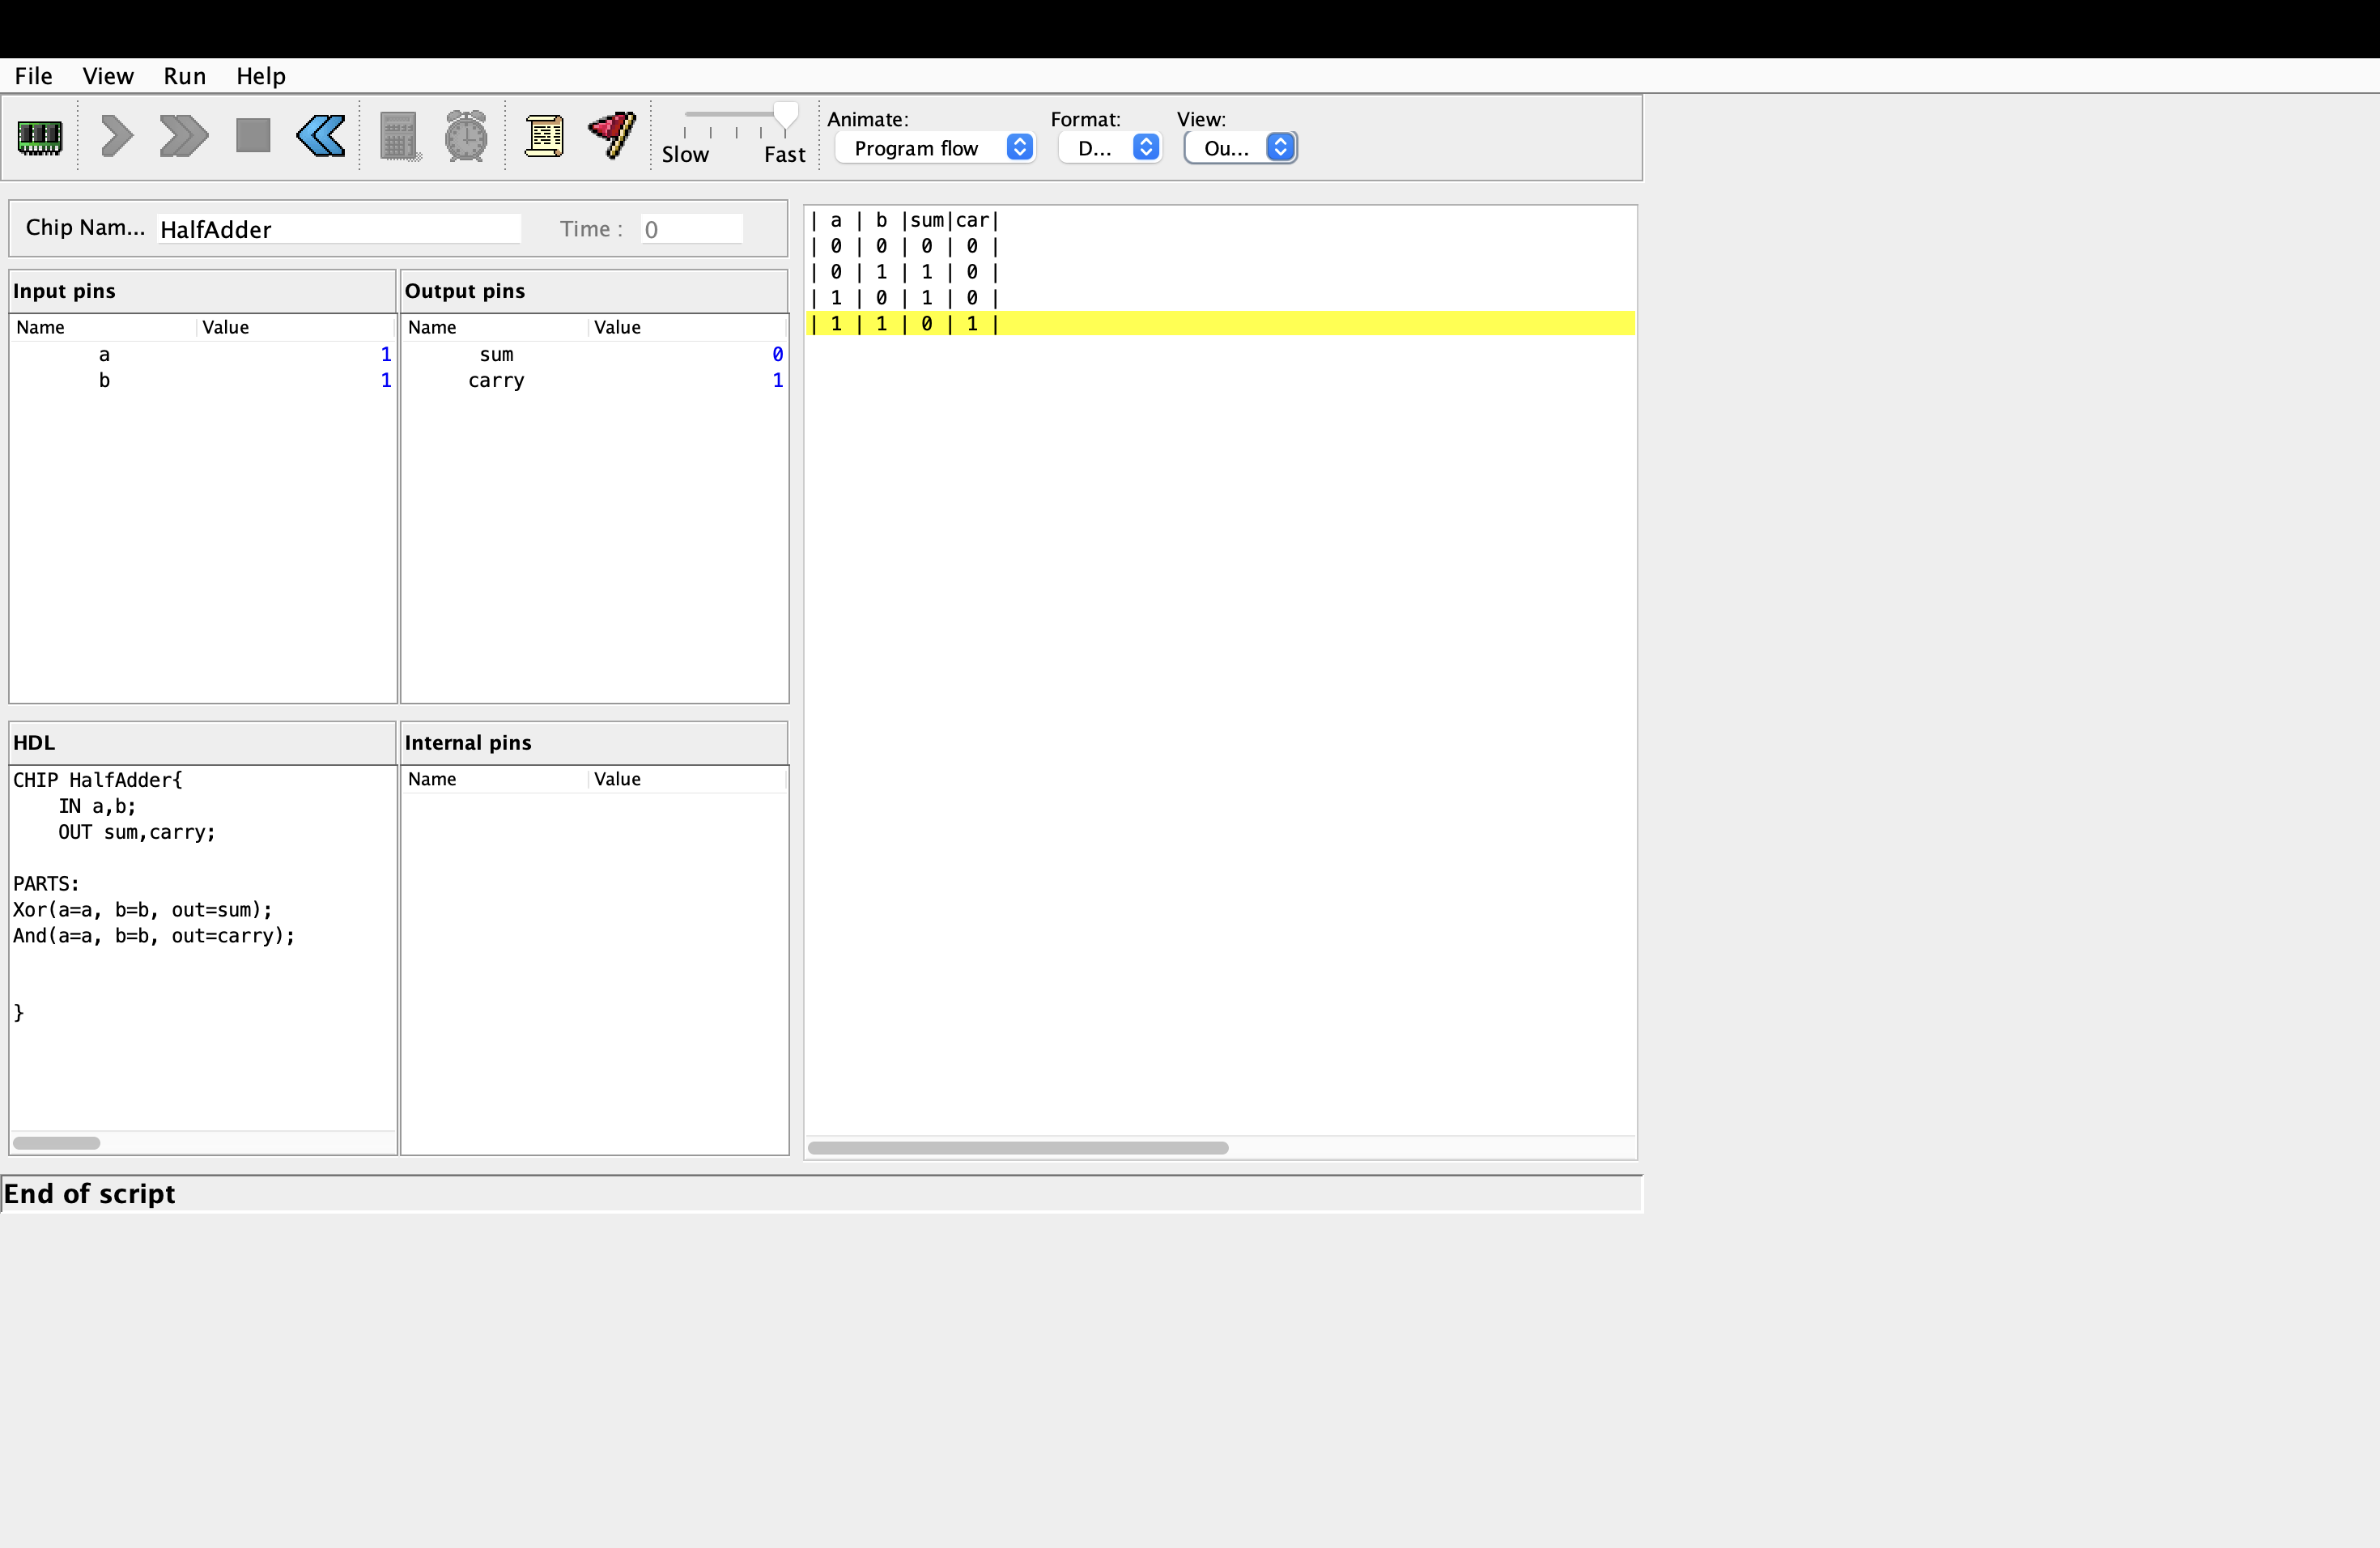 File View Run Help
Animate: Format: View:
Slow Fast Program flow D... Ou...
Chip Nam... HalfAdder Time : 0
Input pins Output pins
Name Value Name Value
a 1 sum 0
b 1 carry 1
| a | b |sum|car|
| 0 | 0 | 0 | 0 |
| 0 | 1 | 1 | 0 |
| 1 | 0 | 1 | 0 |
| 1 | 1 | 0 | 1 |
HDL
CHIP HalfAdder{
IN a,b;
OUT sum,carry;
PARTS:
Xor(a=a, b=b, out=sum);
And(a=a, b=b, out=carry);
}
Internal pins
Name Value
End of script